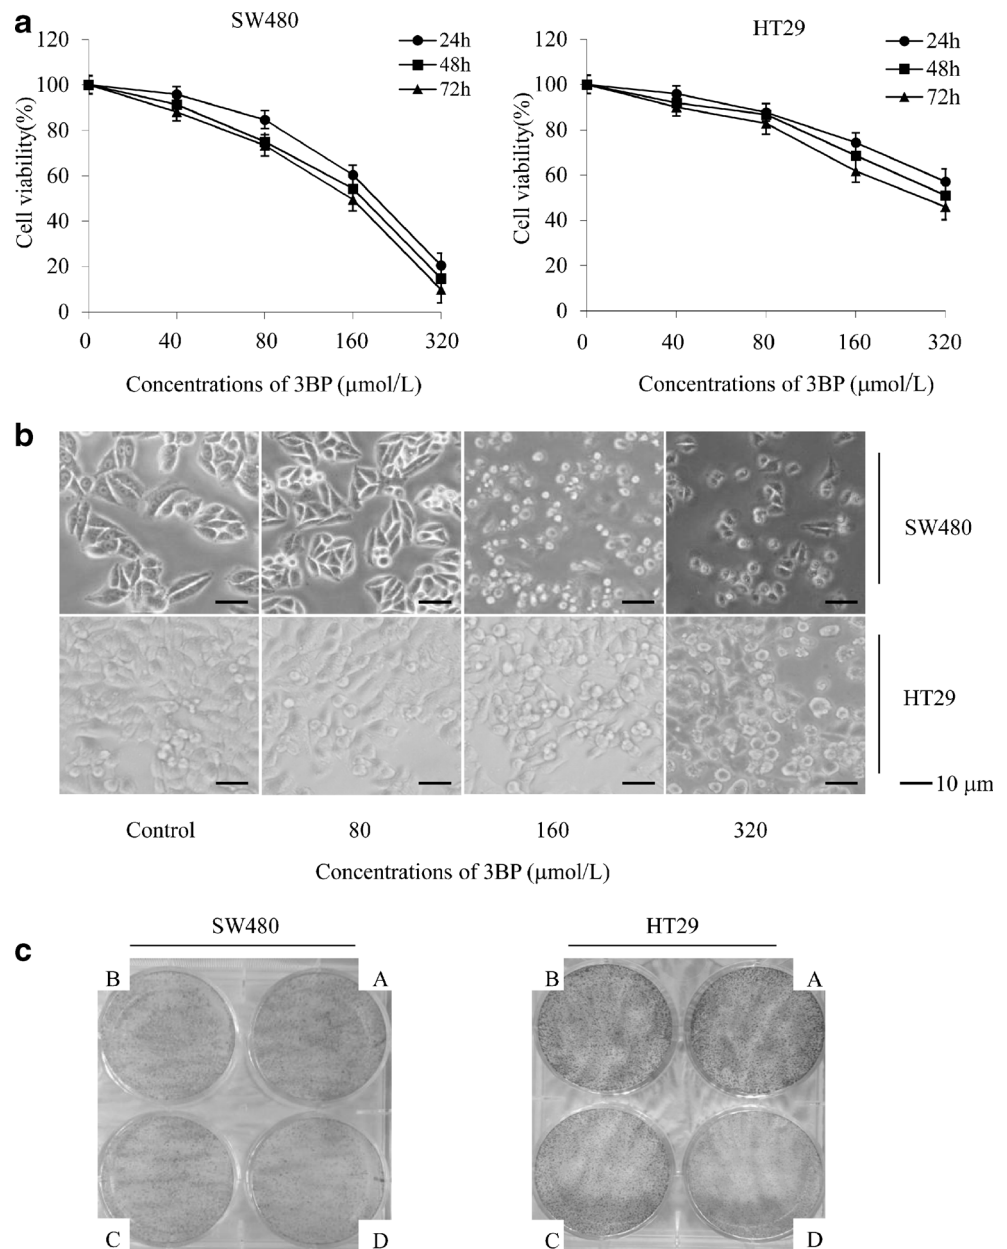 a
SW480
HT29
24h
48h
72h
24h
48h
72h
Cell viability(%)
120
100
80
60
40
20
0
0 40 80 160 320
Concentrations of 3BP (μmol/L)
Cell viability(%)
120
100
80
60
40
20
0
0 40 80 160 320
Concentrations of 3BP (μmol/L)
b
SW480
HT29
10 μm
Control 80 160 320
Concentrations of 3BP (μmol/L)
c
SW480
HT29
B A
C D
B A
C D